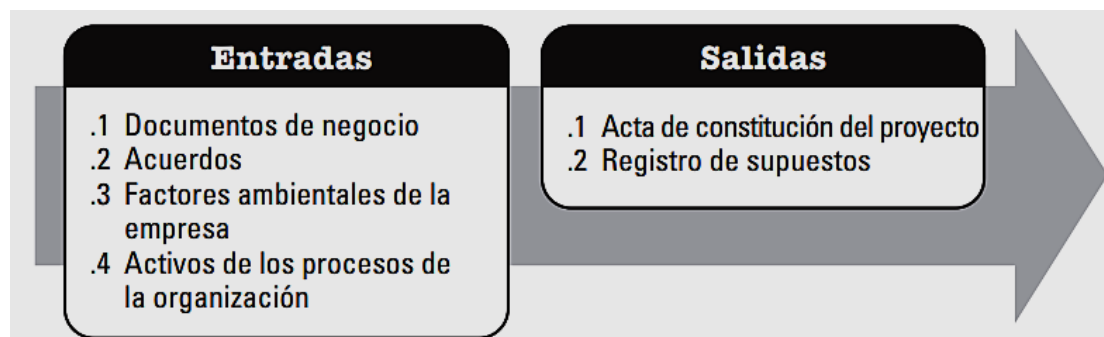 Entradas
.1 Documentos de negocio
.2 Acuerdos
.3 Factores ambientales de la
empresa
.4 Activos de los procesos de
la organización
Salidas
.1 Acta de constitución del proyecto
.2 Registro de supuestos